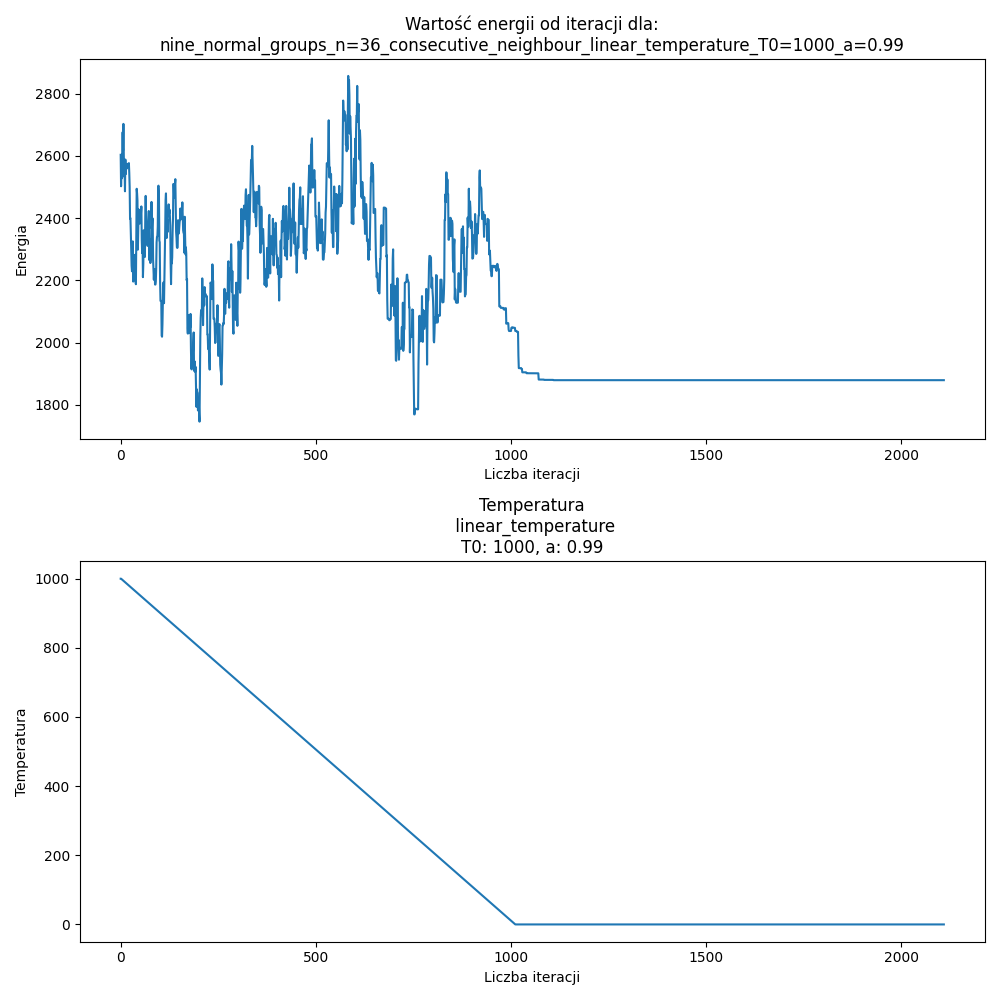 Wartość energii od iteracji dla:
nine_normal_groups_n=36_consecutive_neighbour_linear_temperature_T0=1000_a=0.99
2800
2600
2400
2200
2000
1800
Energia
0 500 1000 1500 2000
Liczba iteracji
Temperatura
linear_temperature
T0: 1000, a: 0.99
1000
800
600
400
200
0
Temperatura
0 500 1000 1500 2000
Liczba iteracji